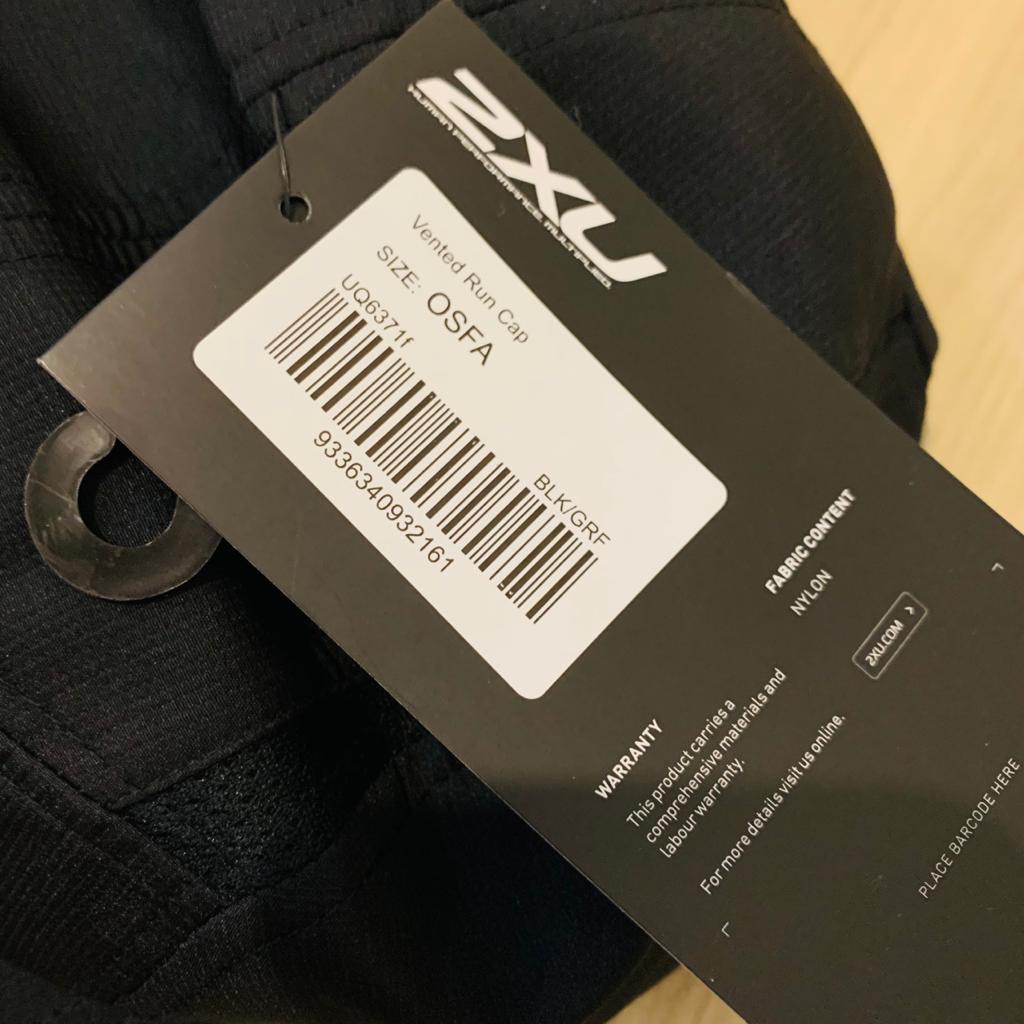 2XU
HUMAN PERFORMANCE MULTIPLIED
Vented Run Cap
SIZE: OSFA
UQ6371f
BLK/GRF
9336340932161
FABRIC CONTENT
NYLON
2XU.COM >
WARRANTY
This product carries a
comprehensive materials and
labour warranty.
For more details visit us online.
PLACE BARCODE HERE